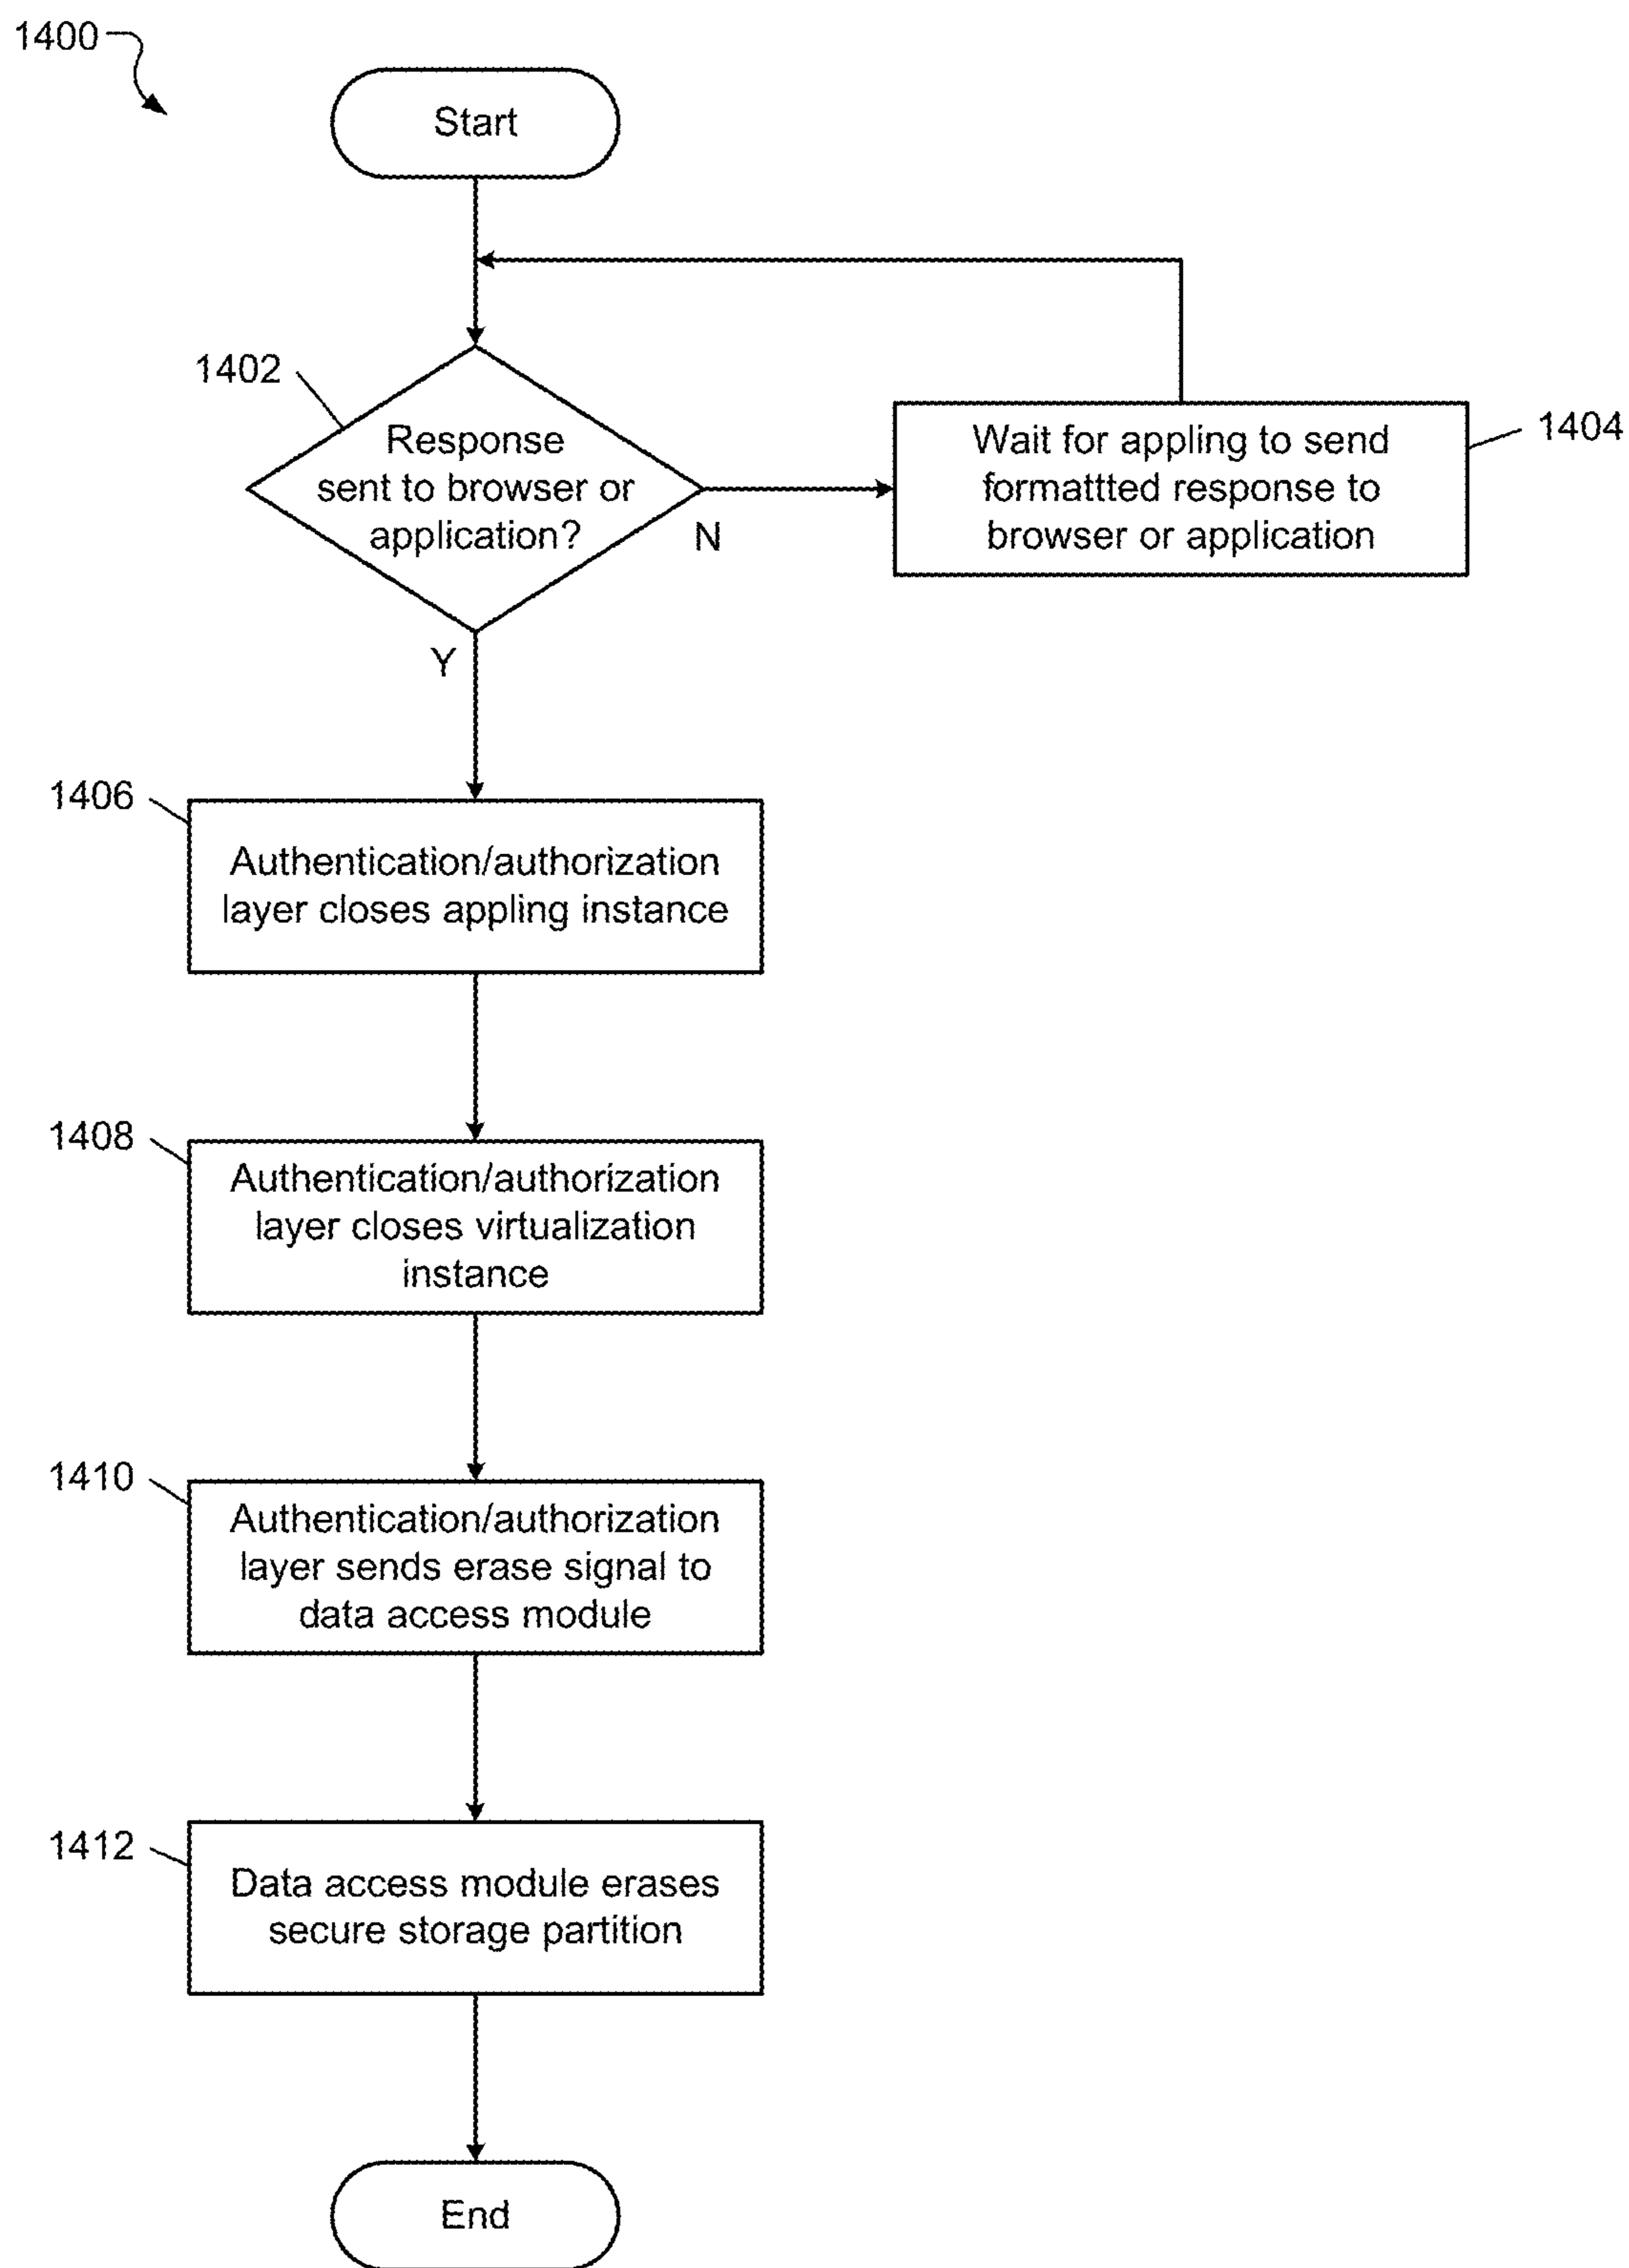 1400
Start
1402
Response
sent to browser or
application?
N
Wait for appling to send
formattted response to
browser or application
1404
Y
1406
Authentication/authorization
layer closes appling instance
1408
Authentication/authorization
layer closes virtualization
instance
1410
Authentication/authorization
layer sends erase signal to
data access module
1412
Data access module erases
secure storage partition
End